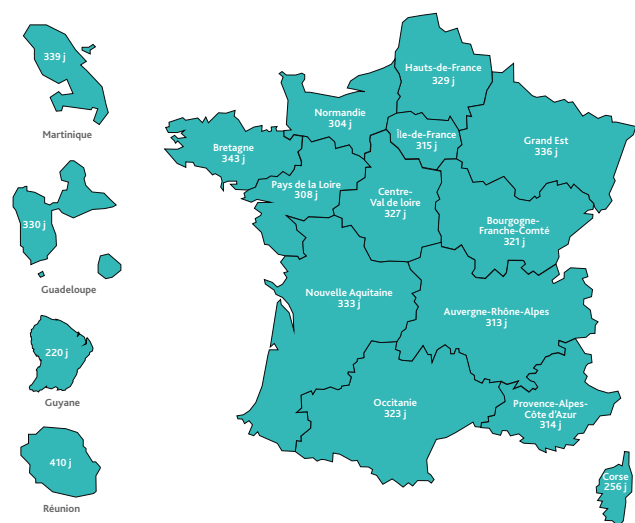 339 j
Martinique
330 j
Guadeloupe
220 j
Guyane
410 j
Réunion
Hauts-de-France
329 j
Normandie
304 j
Île-de-France
315 j
Grand Est
336 j
Bretagne
343 j
Pays de la Loire
308 j
Centre-
Val de loire
327 j
Bourgogne-
Franche-Comté
321 j
Nouvelle Aquitaine
333 j
Auvergne-Rhône-Alpes
313 j
Occitanie
323 j
Provence-Alpes-
Côte d'Azur
314 j
Corse
256 j